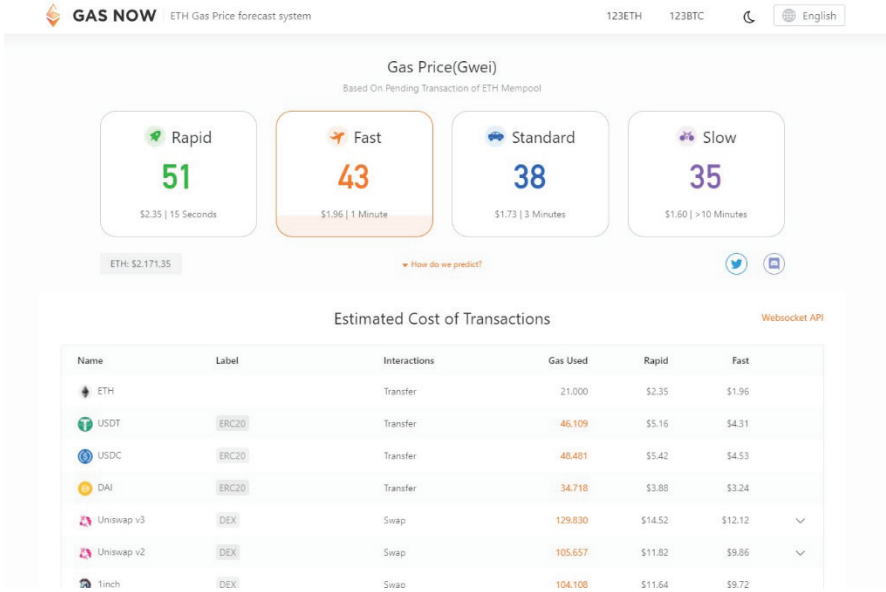 GAS NOW ETH Gas Price forecast system 123ETH 123BTC English
Gas Price(Gwei)
Based On Pending Transaction of ETH Mempool
Rapid Fast Standard Slow
51 43 38 35
$2.35 | 15 Seconds $1.96 | 1 Minute $1.73 | 3 Minutes $1.60 | >10 Minutes
ETH: $2.171,35 How do we predict?
Estimated Cost of Transactions Websocket API
Name Label Interactions Gas Used Rapid Fast
ETH Transfer 21.000 $2.35 $1.96
USDT ERC20 Transfer 46.109 $5.16 $4.31
USDC ERC20 Transfer 48.481 $5.42 $4.53
DAI ERC20 Transfer 34.718 $3.88 $3.24
Uniswap v3 DEX Swap 129.830 $14.52 $12.12
Uniswap v2 DEX Swap 105.657 $11.82 $9.86
1inch DEX Swap 104.108 $11.64 $9.72